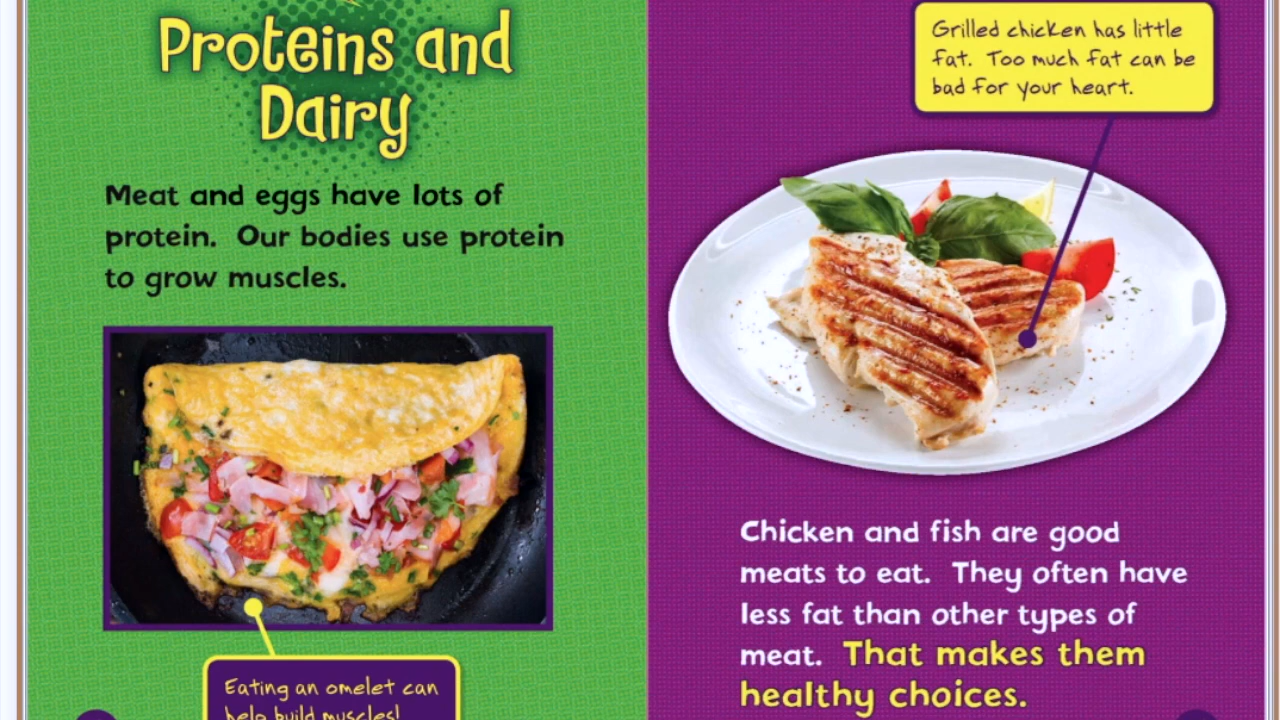 Proteins and
Dairy
Meat and eggs have lots of
protein. Our bodies use protein
to grow muscles.
Eating an omelet can
help build muscles!
Grilled chicken has little
fat. Too much fat can be
bad for your heart.
Chicken and fish are good
meats to eat. They often have
less fat than other types of
meat. That makes them
healthy choices.